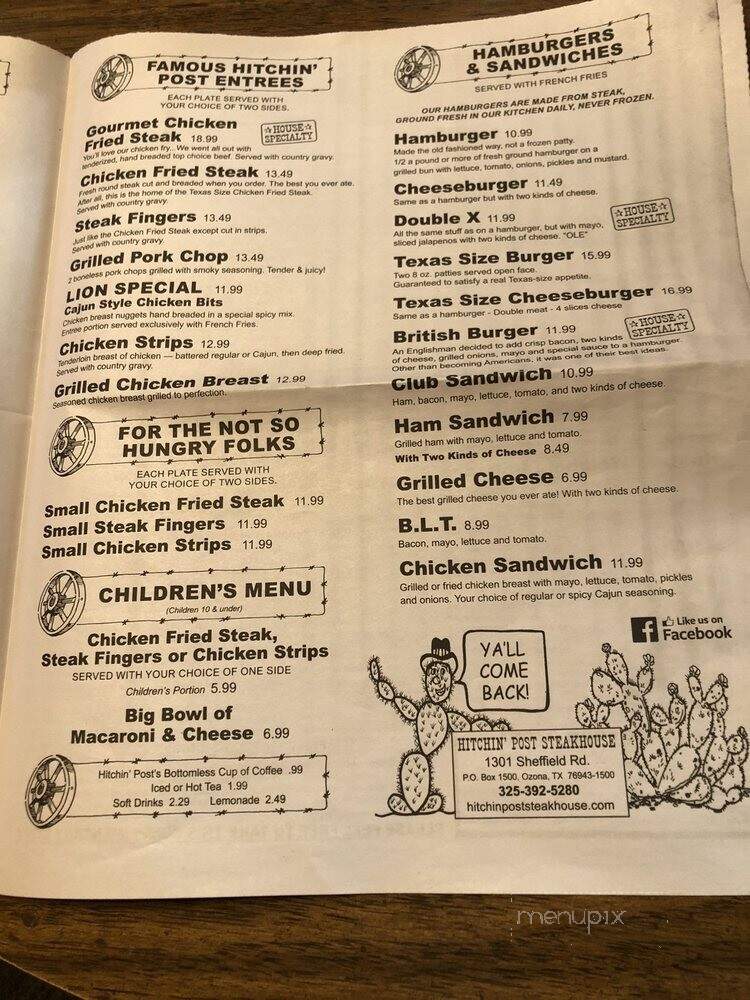 FAMOUS HITCHIN'
POST ENTREES
EACH PLATE SERVED WITH
YOUR CHOICE OF TWO SIDES.
Gourmet Chicken
Fried Steak 18.99
☆HOUSE☆
SPECIALTY
You'll love our chicken fry... We went all out with
tenderized, hand breaded top choice beef. Served with country gravy.
Chicken Fried Steak 13.49
Fresh round steak cut and breaded when you order. The best you ever ate.
After all, this is the home of the Texas Size Chicken Fried Steak.
Served with country gravy.
Steak Fingers 13.49
Just like the Chicken Fried Steak except cut in strips.
Served with country gravy.
Grilled Pork Chop 13.49
2 boneless pork chops grilled with smoky seasoning. Tender & juicy!
LION SPECIAL 11.99
Cajun Style Chicken Bits
Chicken breast nuggets hand breaded in a special spicy mix.
Entree portion served exclusively with French Fries.
Chicken Strips 12.99
Tenderloin breast of chicken — battered regular or Cajun, then deep fried.
Served with country gravy.
Grilled Chicken Breast 12.99
Seasoned chicken breast grilled to perfection.
FOR THE NOT SO
HUNGRY FOLKS
EACH PLATE SERVED WITH
YOUR CHOICE OF TWO SIDES.
Small Chicken Fried Steak 11.99
Small Steak Fingers 11.99
Small Chicken Strips 11.99
CHILDREN'S MENU
(Children 10 & under)
Chicken Fried Steak,
Steak Fingers or Chicken Strips
SERVED WITH YOUR CHOICE OF ONE SIDE
Children's Portion 5.99
Big Bowl of
Macaroni & Cheese 6.99
Hitchin' Post's Bottomless Cup of Coffee .99
Iced or Hot Tea 1.99
Soft Drinks 2.29 Lemonade 2.49
HAMBURGERS
& SANDWICHES
SERVED WITH FRENCH FRIES
OUR HAMBURGERS ARE MADE FROM STEAK,
GROUND FRESH IN OUR KITCHEN DAILY, NEVER FROZEN.
Hamburger 10.99
Made the old fashioned way, not a frozen patty.
1/2 a pound or more of fresh ground hamburger on a
grilled bun with lettuce, tomato, onions, pickles and mustard.
Cheeseburger 11.49
Same as a hamburger but with two kinds of cheese.
Double X 11.99
☆HOUSE☆
SPECIALTY
All the same stuff as on a hamburger, but with mayo,
sliced jalapenos with two kinds of cheese. "OLE"
Texas Size Burger 15.99
Two 8 oz. patties served open face.
Guaranteed to satisfy a real Texas-size appetite.
Texas Size Cheeseburger 16.99
Same as a hamburger - Double meat - 4 slices cheese
British Burger 11.99
☆HOUSE☆
SPECIALTY
An Englishman decided to add crisp bacon, two kinds
of cheese, grilled onions, mayo and special sauce to a hamburger.
Other than becoming Americans, it was one of their best ideas.
Club Sandwich 10.99
Ham, bacon, mayo, lettuce, tomato, and two kinds of cheese.
Ham Sandwich 7.99
Grilled ham with mayo, lettuce and tomato.
With Two Kinds of Cheese 8.49
Grilled Cheese 6.99
The best grilled cheese you ever ate! With two kinds of cheese.
B.L.T. 8.99
Bacon, mayo, lettuce and tomato.
Chicken Sandwich 11.99
Grilled or fried chicken breast with mayo, lettuce, tomato, pickles
and onions. Your choice of regular or spicy Cajun seasoning.
f Like us on
Facebook
YA'LL
COME
BACK!
HITCHIN' POST STEAKHOUSE
1301 Sheffield Rd.
P.O. Box 1500, Ozona, TX 76943-1500
325-392-5280
hitchinpoststeakhouse.com
menupix